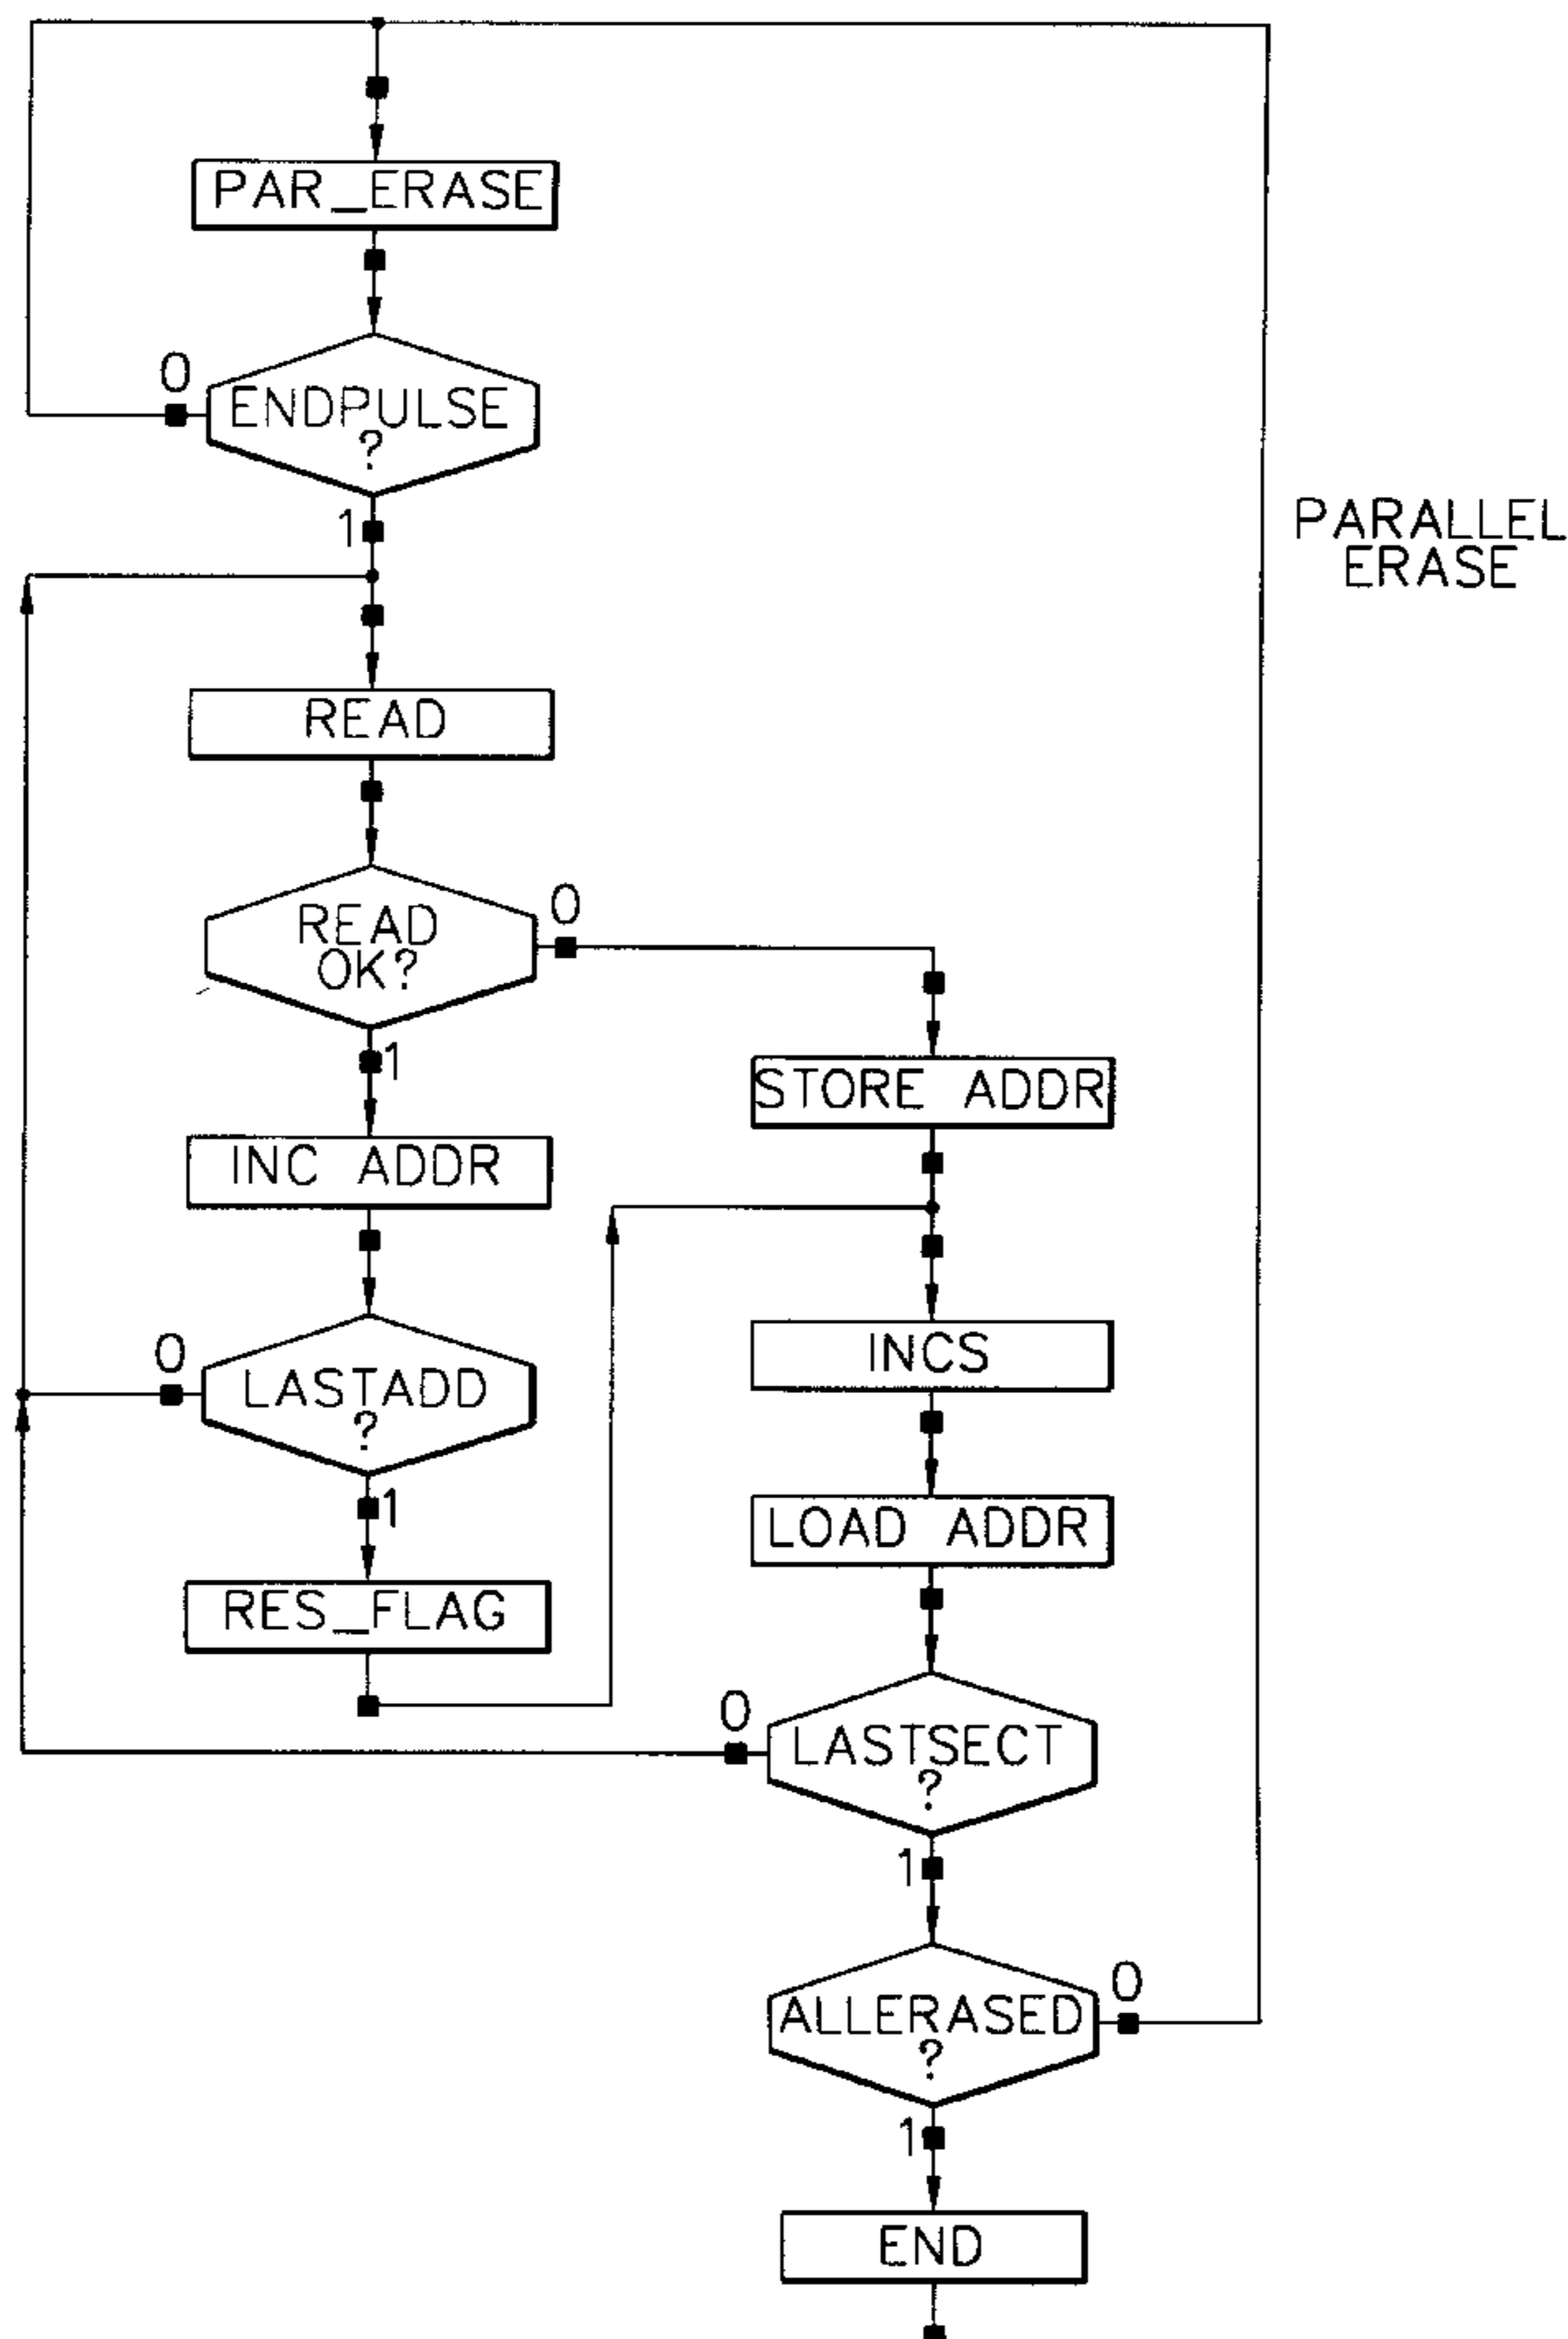 PAR_ERASE
0
ENDPULSE
?
1
PARALLEL
ERASE
READ
READ
OK?
0
1
STORE ADDR
INC ADDR
INCS
0
LASTADD
?
1
LOAD ADDR
RES_FLAG
0
LASTSECT
?
1
0
ALLERASED
?
1
END